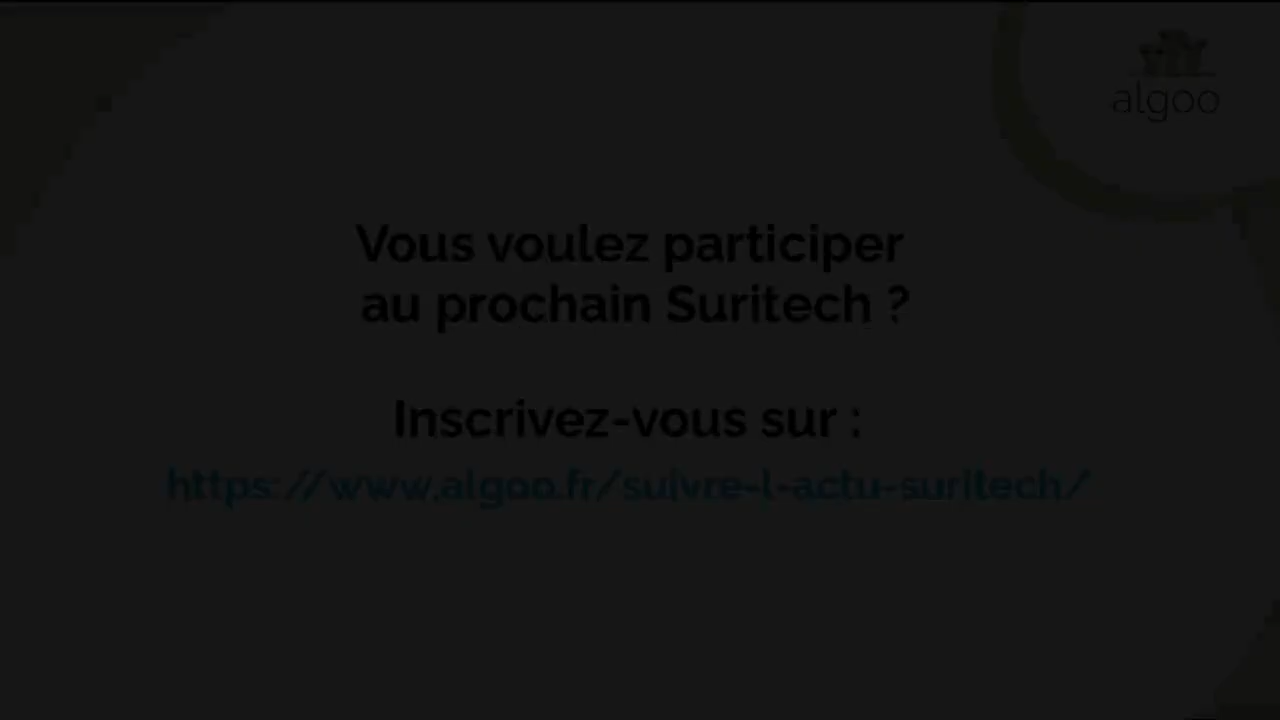 algoo
Vous voulez participer
au prochain Suritech ?
Inscrivez-vous sur :
https://www.algoo.fr/suivre-l-actu-suritech/